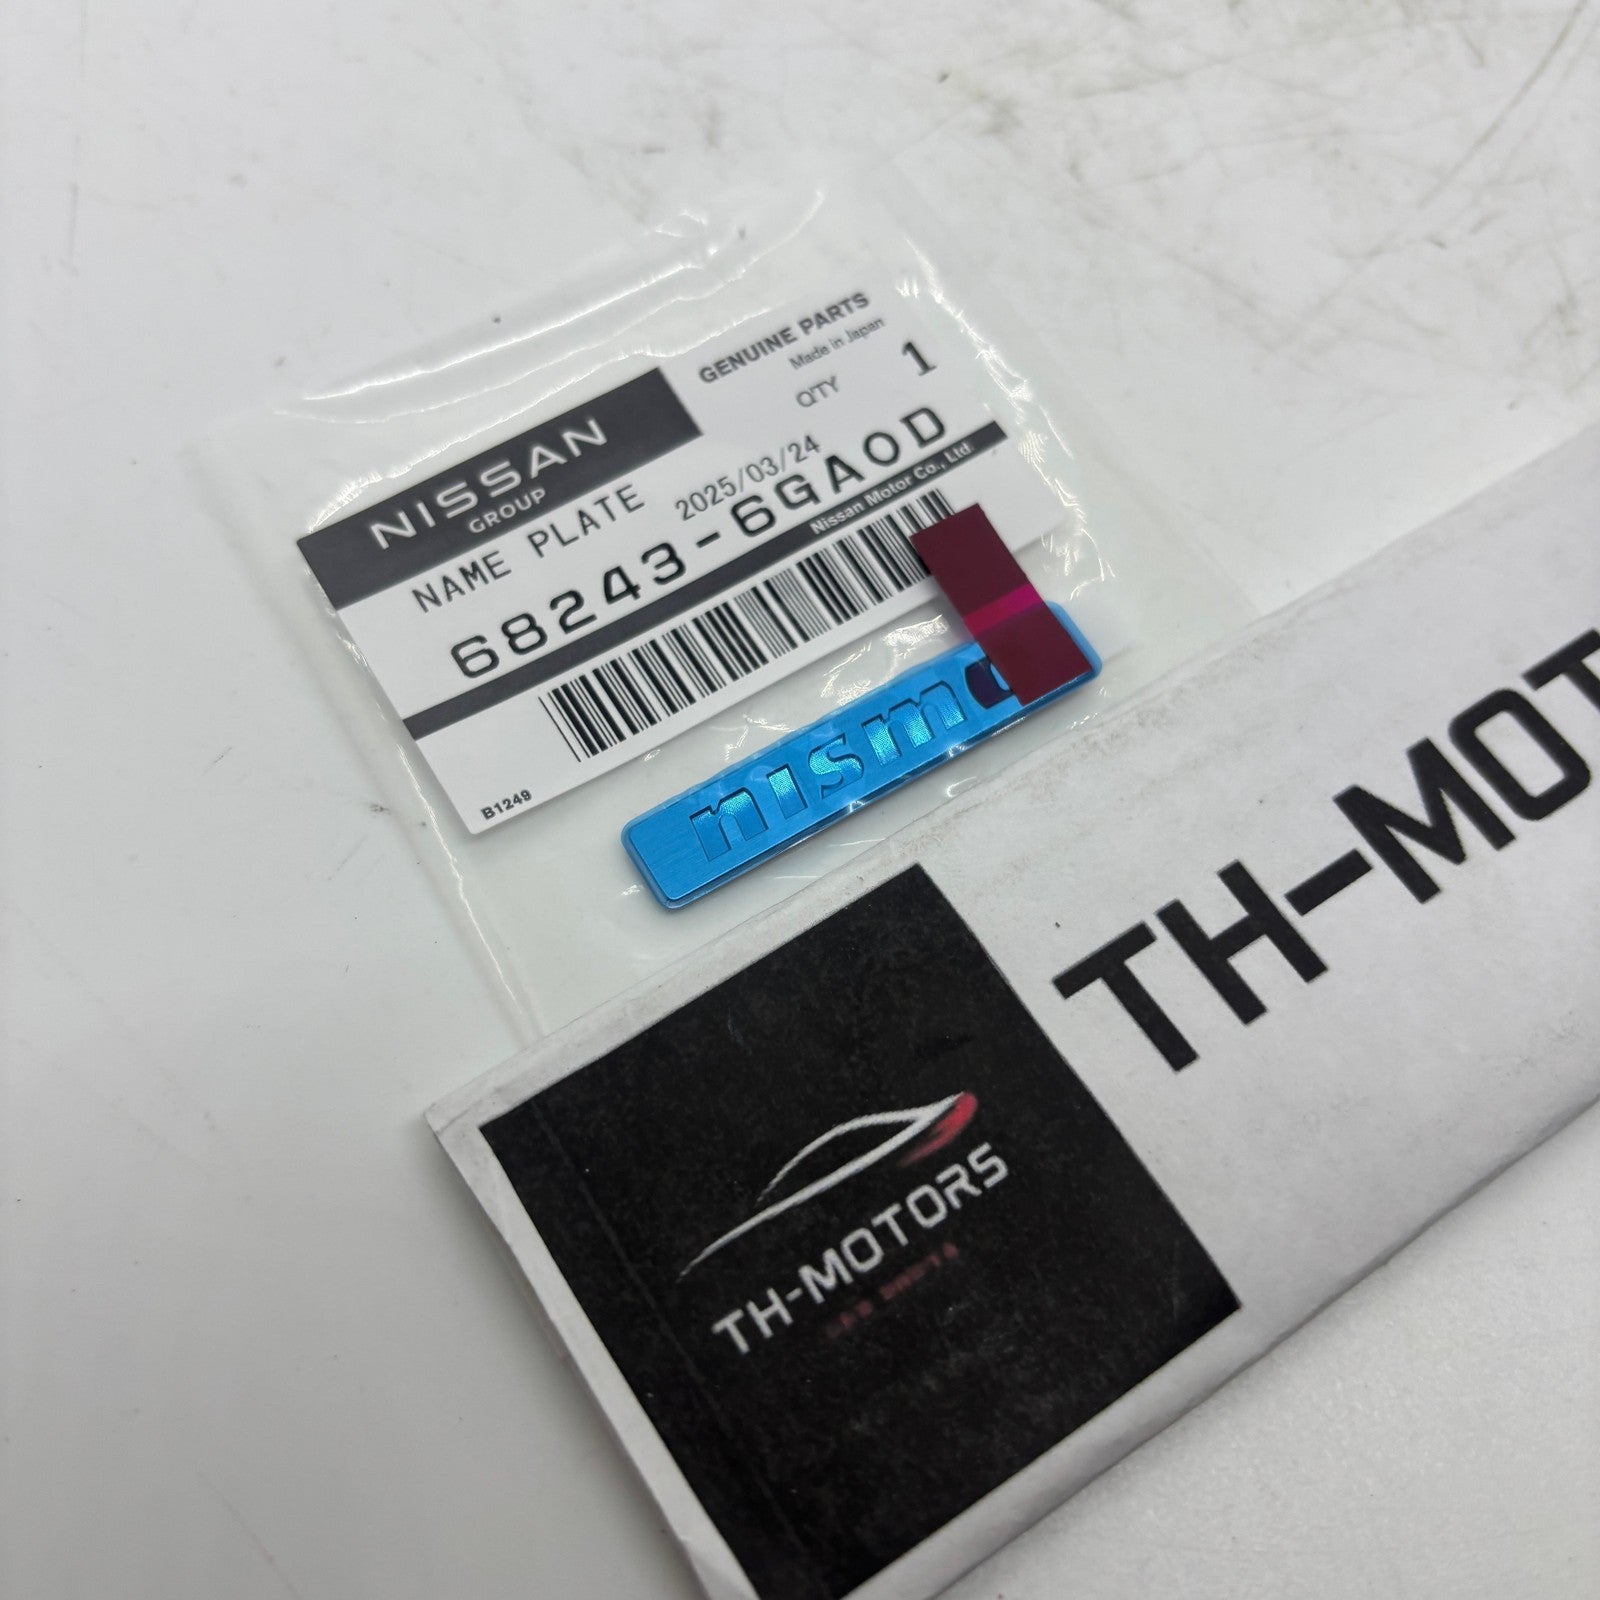 GENUINE PARTS
Made in Japan
Q'TY 1
NISSAN
GROUP
NAME PLATE 2025/03/24
68243-6GA0D
Nissan Motor Co., Ltd
B1249
nismo
TH-MOT
TH-MOTORS